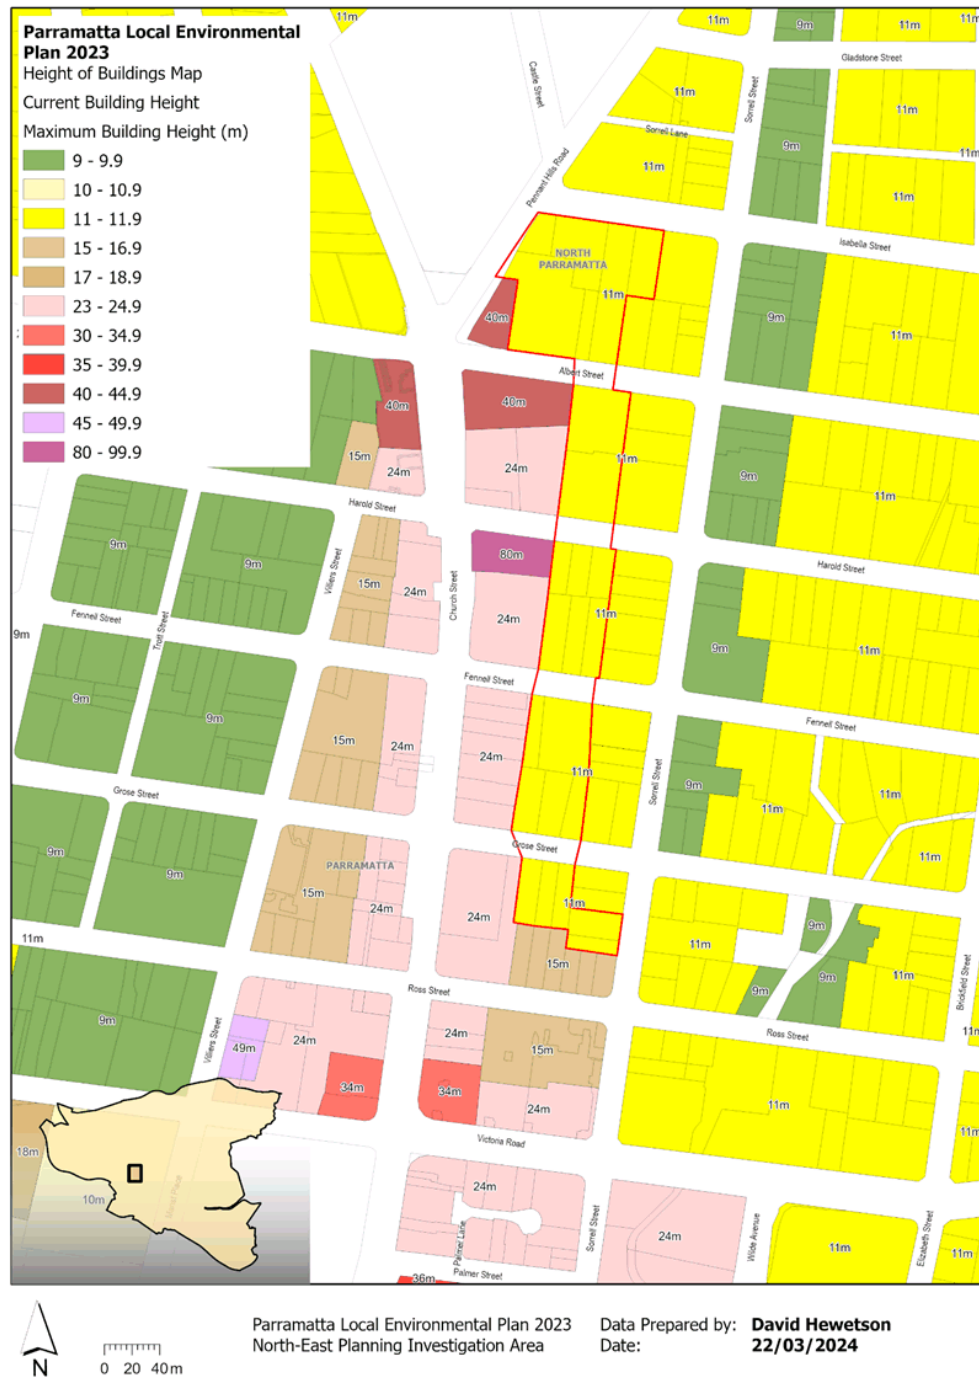 Parramatta Local Environmental
Plan 2023
Height of Buildings Map
Current Building Height
Maximum Building Height (m)
9 - 9.9
10 - 10.9
11 - 11.9
15 - 16.9
17 - 18.9
23 - 24.9
30 - 34.9
35 - 39.9
40 - 44.9
45 - 49.9
80 - 99.9
11m
11m
9m
11m
Gladstone Street
Castle Street
Sorrell Street
11m
11m
Sorrell Lane
9m
11m
11m
11m
Pennant Hills Road
Isabella Street
NORTH
PARRAMATTA
11m
40m
9m
11m
Albert Street
40m
40m
15m
24m
24m
11m
9m
11m
Harold Street
9m
9m
Villiers Street
15m
24m
Church Street
80m
24m
11m
Harold Street
9m
11m
Fennell Street
Trott Street
9m
9m
9m
15m
24m
Fennell Street
24m
11m
Sorrell Street
Fennell Street
9m
11m
11m
11m
Grose Street
9m
9m
PARRAMATTA
15m
24m
Grose Street
24m
11m
15m
11m
9m
9m
9m
11m
Brickfield Street
11m
9m
Villiers Street
Ross Street
49m
24m
34m
24m
34m
15m
24m
Ross Street
11m
11m
11m
Victoria Road
18m
10m
24m
Palmer Lane
Palmer Street
36m
Sorrell Street
24m
Wilde Avenue
11m
Elizabeth Street
11m
N
0 20 40 m
Parramatta Local Environmental Plan 2023
North-East Planning Investigation Area
Data Prepared by: David Hewetson
Date: 22/03/2024